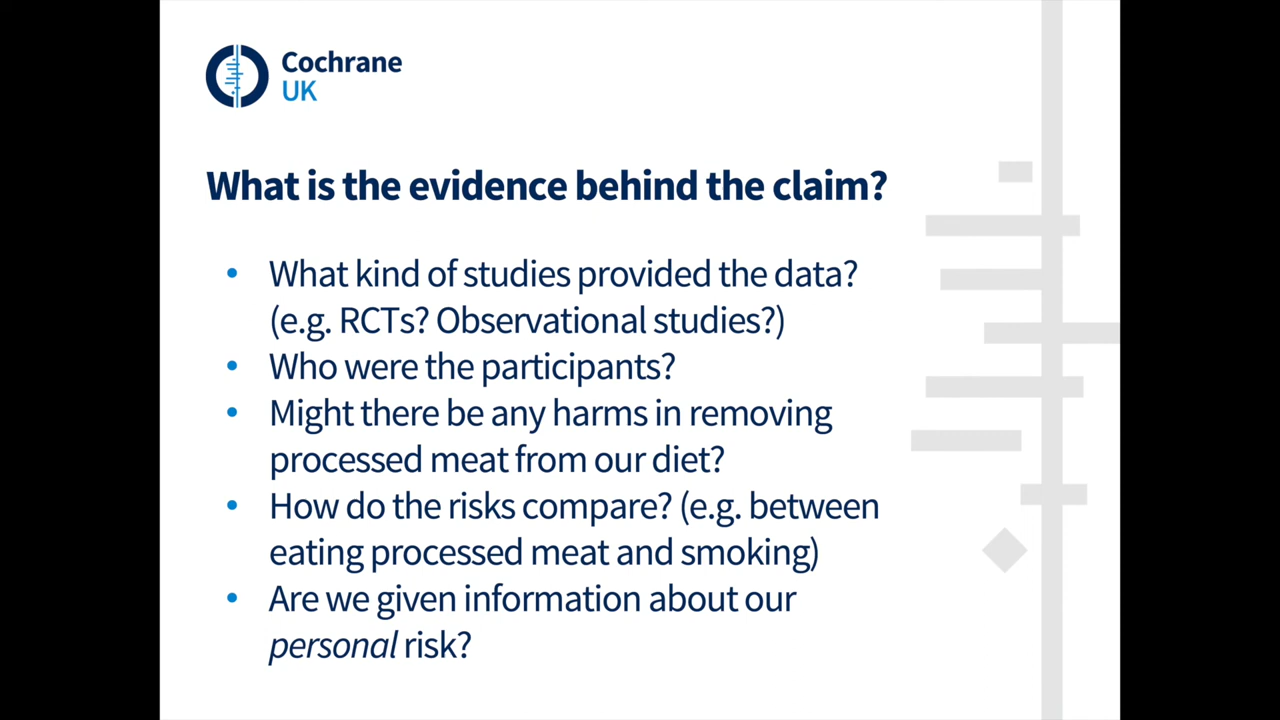 Cochrane
UK
What is the evidence behind the claim?
• What kind of studies provided the data?
(e.g. RCTs? Observational studies?)
• Who were the participants?
• Might there be any harms in removing
processed meat from our diet?
• How do the risks compare? (e.g. between
eating processed meat and smoking)
• Are we given information about our
personal risk?